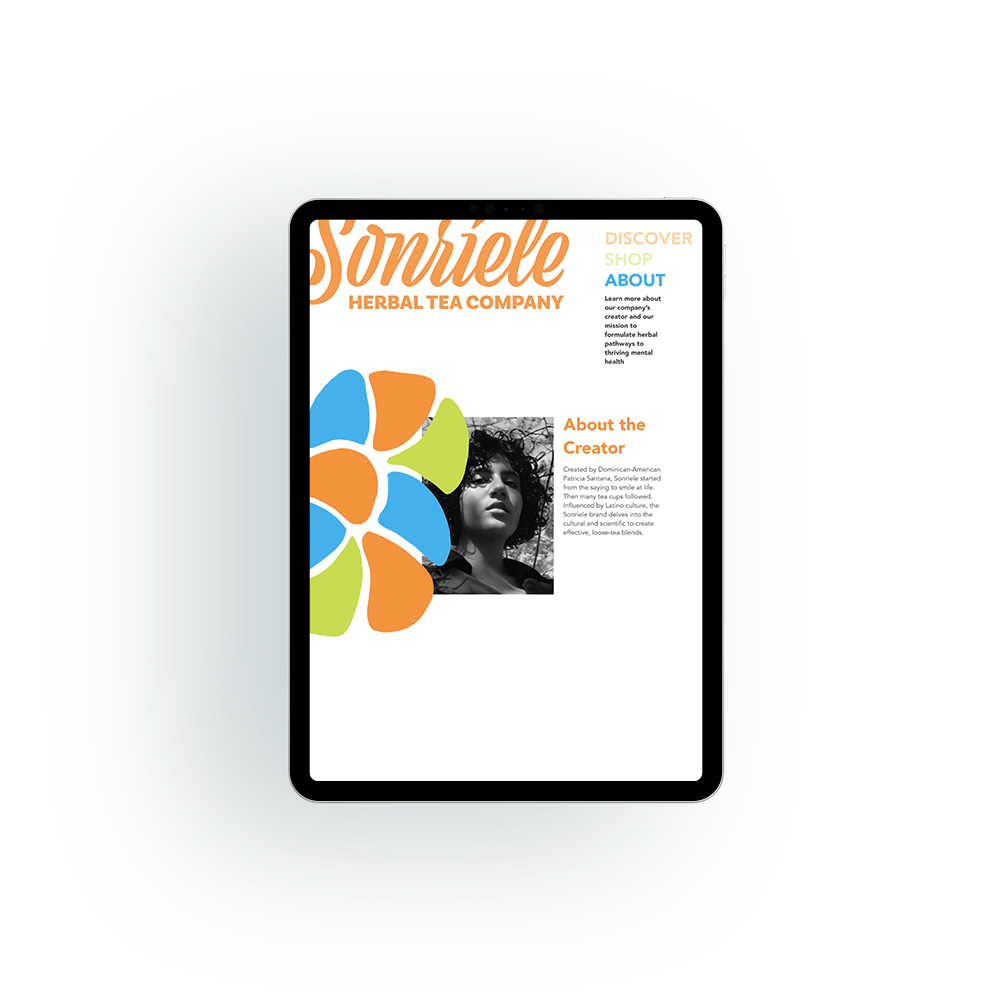 Sonríele
HERBAL TEA COMPANY
DISCOVER
SHOP
ABOUT
Learn more about
our company's
creator and our
mission to
formulate herbal
pathways to
thriving mental
health
About the
Creator
Created by Dominican-American
Patricia Santana, Sonríele started
from the saying to smile at life.
Then many tea cups followed.
Influenced by Latino culture, the
Sonríele brand delves into the
cultural and scientific to create
effective, loose-tea blends.